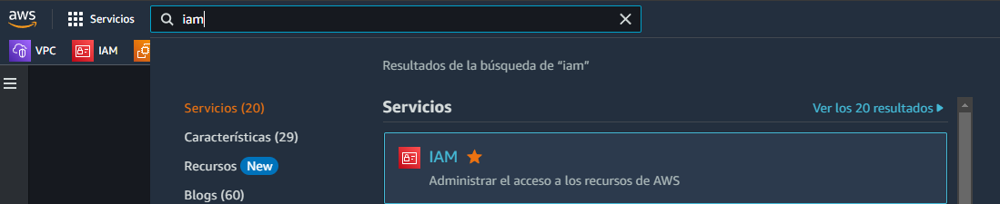 aws Servicios iam
VPC IAM
Resultados de la búsqueda de “iam”
Servicios (20)
Características (29)
Recursos New
Blogs (60)
Servicios Ver los 20 resultados
IAM
Administrar el acceso a los recursos de AWS